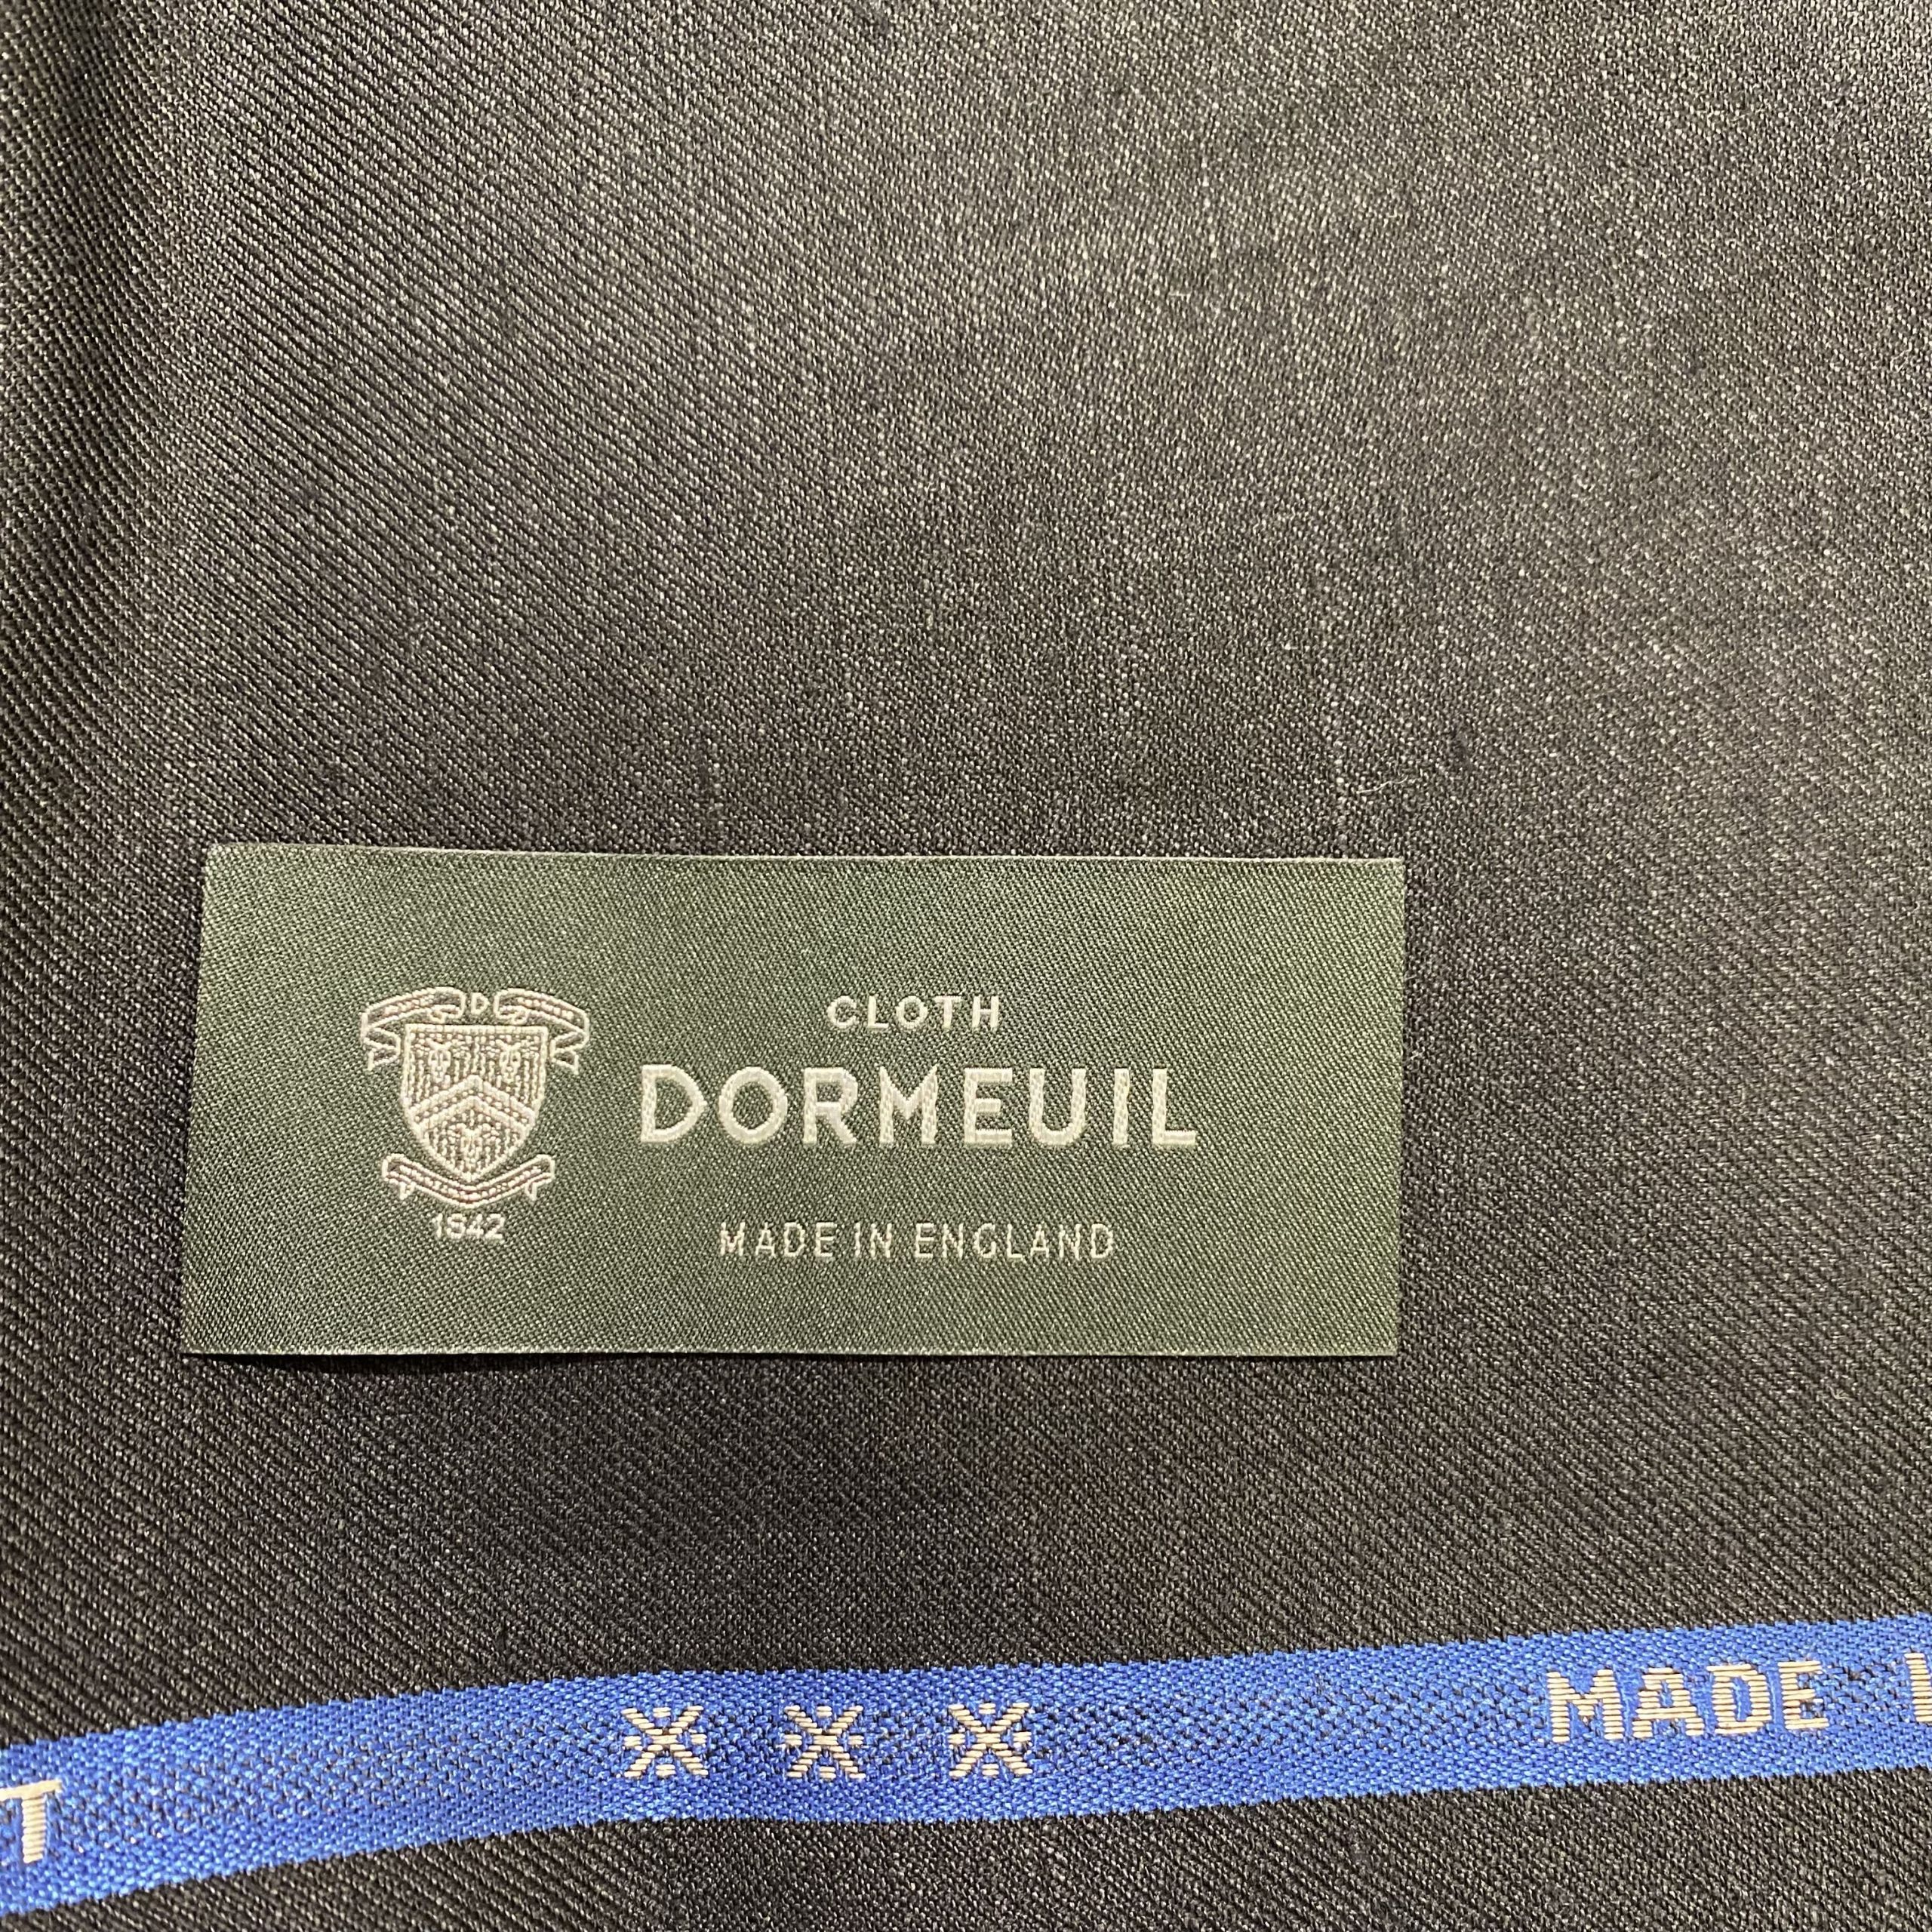 D
CLOTH
DORMEUIL
1842
MADE IN ENGLAND
T
MADE